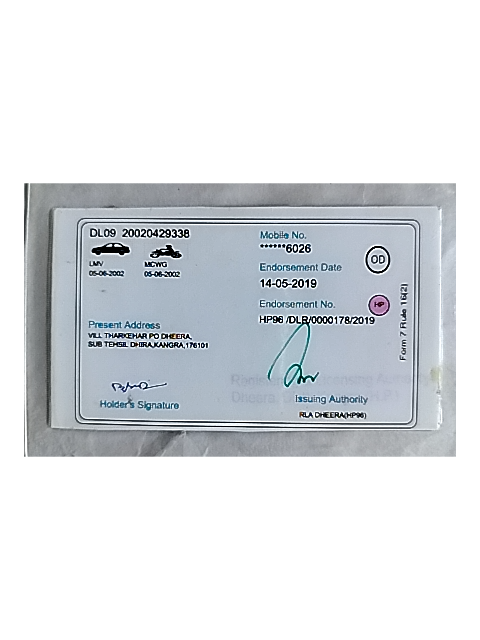 DL09 20020429338
LMV MCWG
05-06-2002 05-06-2002
Mobile No.
******6026
Endorsement Date
14-05-2019
OD
Endorsement No.
HP
HP96 /DLR/0000178/2019
Form 7 Rule 16(2)
Present Address
VILL THARKEHAR PO DHEERA,
SUB TEHSIL DHIRA,KANGRA,176101
Holder's Signature
Issuing Authority
RLA DHEERA(HP96)